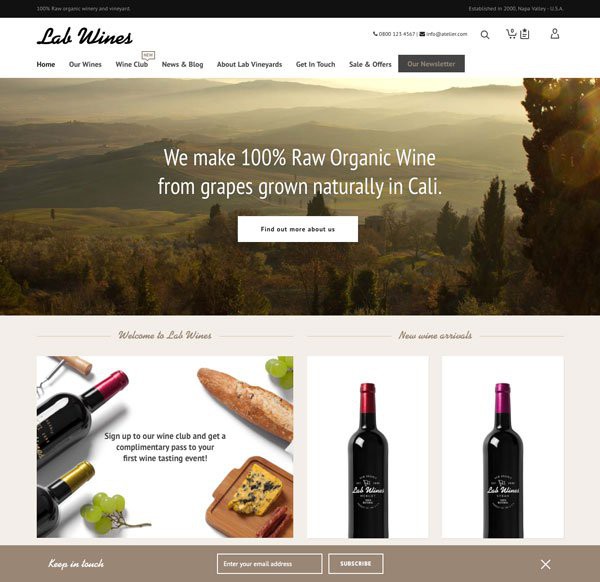 100% Raw organic winery and vineyard.
Established in 2000, Napa Valley - U.S.A.
Lab Wines
0800 123 4567 | info@atelier.com
0
NEW
Home Our Wines Wine Club News & Blog About Lab Vineyards Get In Touch Sale & Offers Our Newsletter
We make 100% Raw Organic Wine
from grapes grown naturally in Cali.
Find out more about us
Welcome to Lab Wines
New wine arrivals
Sign up to our wine club and get a
complimentary pass to your
first wine tasting event!
Lab Wines
MERLOT
Lab Wines
Keep in touch
Enter your email address
SUBSCRIBE